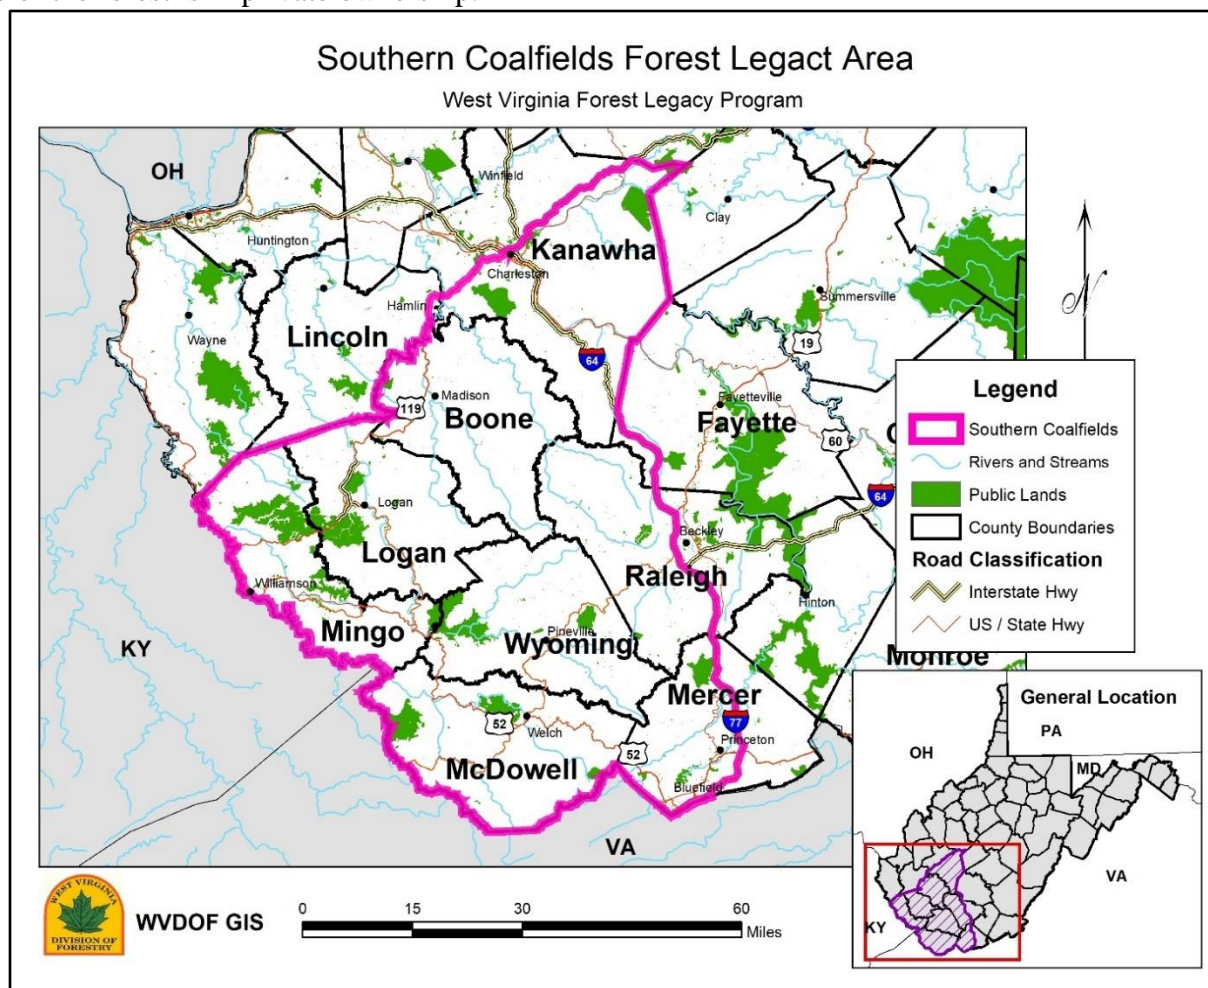 Southern Coalfields Forest Legact Area
West Virginia Forest Legacy Program
OH
Winfield
Clay
Huntington
Kanawha
Charleston
Hamlin
Summersville
Wayne
Lincoln
19
64
Madison
119
Boone
Fayetteville
Fayette
60
64
Logan
Beckley
Logan
Williamson
Raleigh
Hinton
Mingo
Pineville
Wyoming
KY
Monroe
Mercer
52
Welch
77
Princeton
52
McDowell
Bluefield
VA
N
Legend
Southern Coalfields
Rivers and Streams
Public Lands
County Boundaries
Road Classification
Interstate Hwy
US / State Hwy
General Location
PA
OH
MD
VA
KY
WEST VIRGINIA
DIVISION OF
FORESTRY
WVDOF GIS
0 15 30 60
Miles